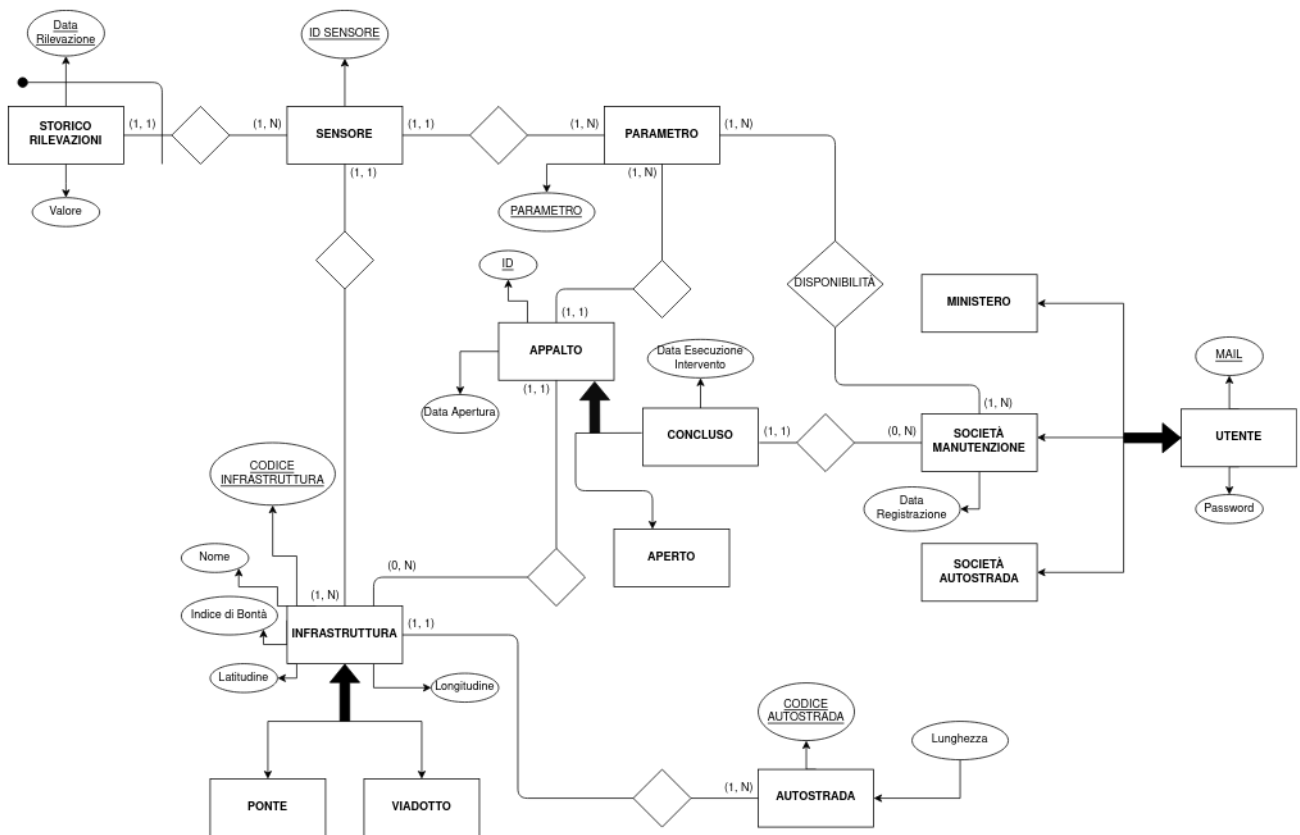 Data
Rilevazione
ID SENSORE
STORICO
RILEVAZIONI
(1, 1)
(1, N)
SENSORE
(1, 1)
(1, N)
PARAMETRO
(1, N)
(1, 1)
(1, N)
Valore
PARAMETRO
ID
DISPONIBILITÀ
MINISTERO
(1, 1)
APPALTO
Data Esecuzione
Intervento
MAIL
(1, 1)
Data Apertura
(1, N)
CONCLUSO
(1, 1)
(0, N)
SOCIETÀ
MANUTENZIONE
UTENTE
CODICE
INFRASTRUTTURA
Data
Registrazione
Password
Nome
APERTO
(0, N)
SOCIETÀ
AUTOSTRADA
(1, N)
Indice di Bontà
INFRASTRUTTURA
(1, 1)
Latitudine
Longitudine
CODICE
AUTOSTRADA
Lunghezza
PONTE
VIADOTTO
(1, N)
AUTOSTRADA